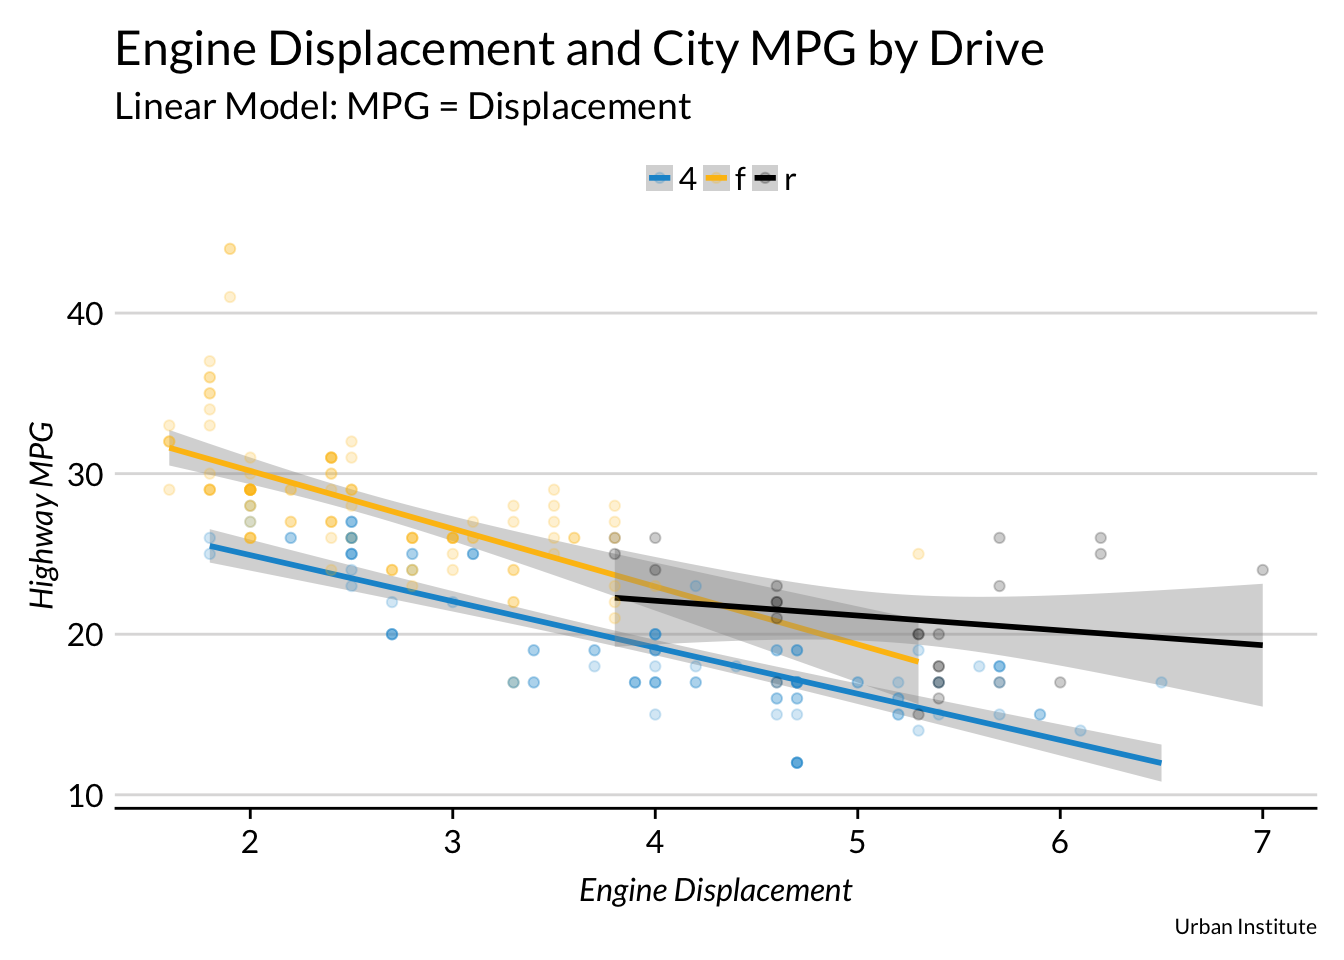 Engine Displacement and City MPG by Drive
Linear Model: MPG = Displacement
4 f r
Highway MPG
40
30
20
10
2 3 4 5 6 7
Engine Displacement
Urban Institute